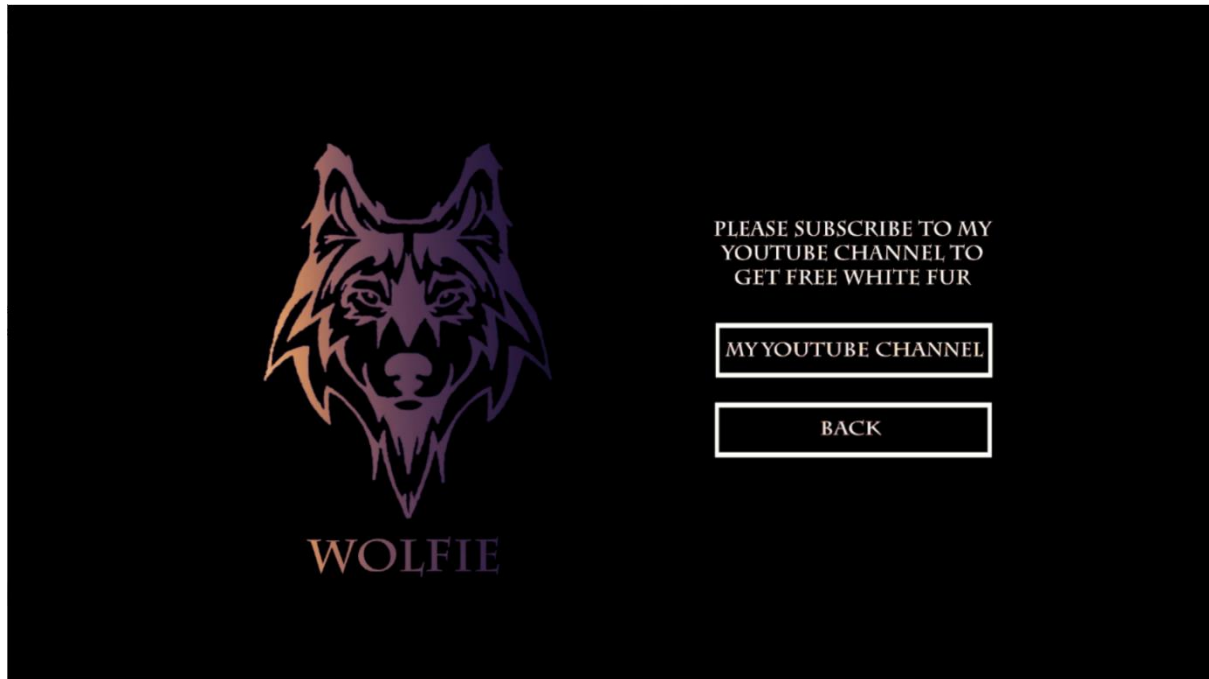 PLEASE SUBSCRIBE TO MY
YOUTUBE CHANNEL TO
GET FREE WHITE FUR
MY YOUTUBE CHANNEL
BACK
WOLFIE